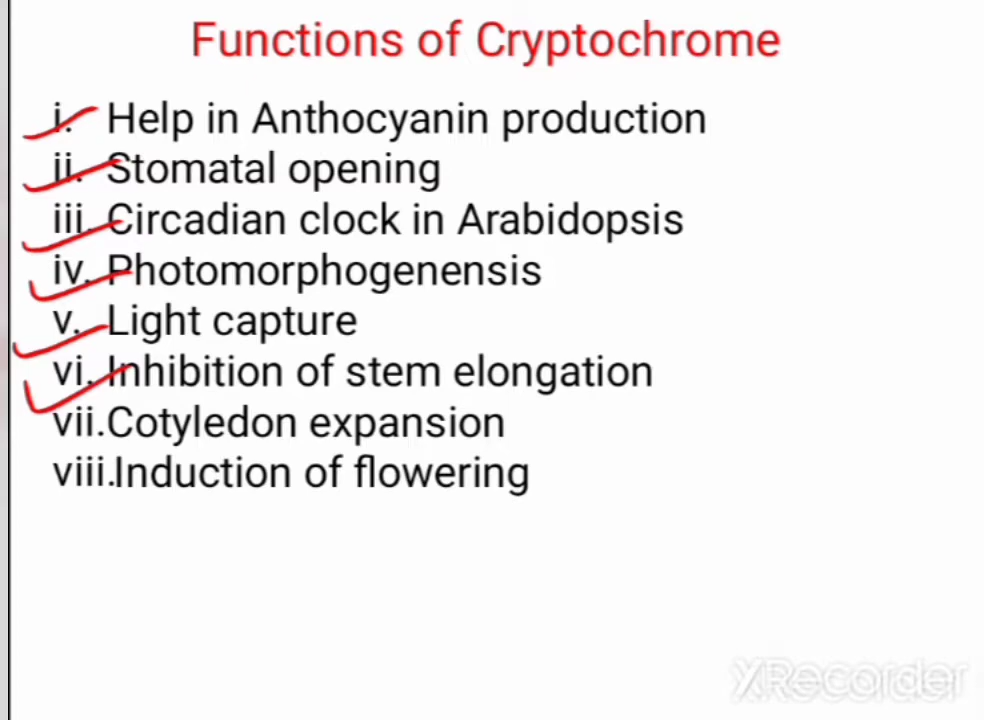 Functions of Cryptochrome
i. Help in Anthocyanin production
ii. Stomatal opening
iii. Circadian clock in Arabidopsis
iv. Photomorphogenensis
v. Light capture
vi. Inhibition of stem elongation
vii.Cotyledon expansion
viii.Induction of flowering
XRecorder